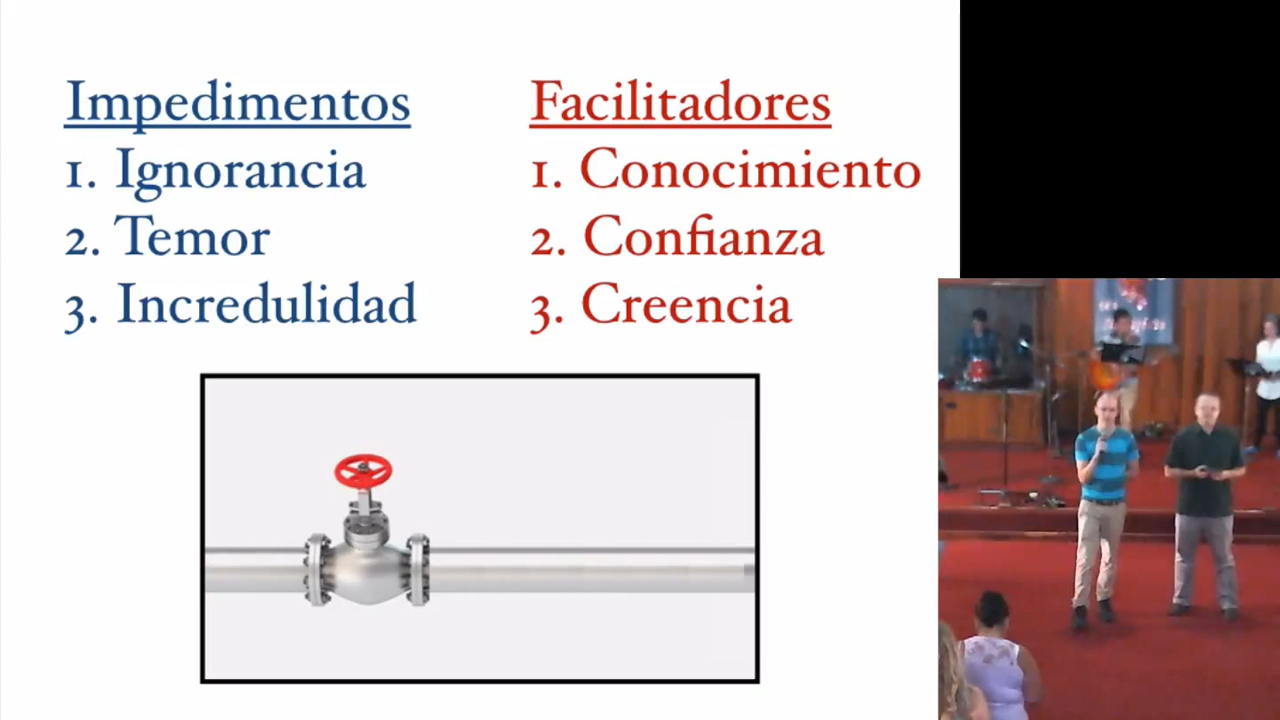 Impedimentos
1. Ignorancia
2. Temor
3. Incredulidad
Facilitadores
1. Conocimiento
2. Confianza
3. Creencia